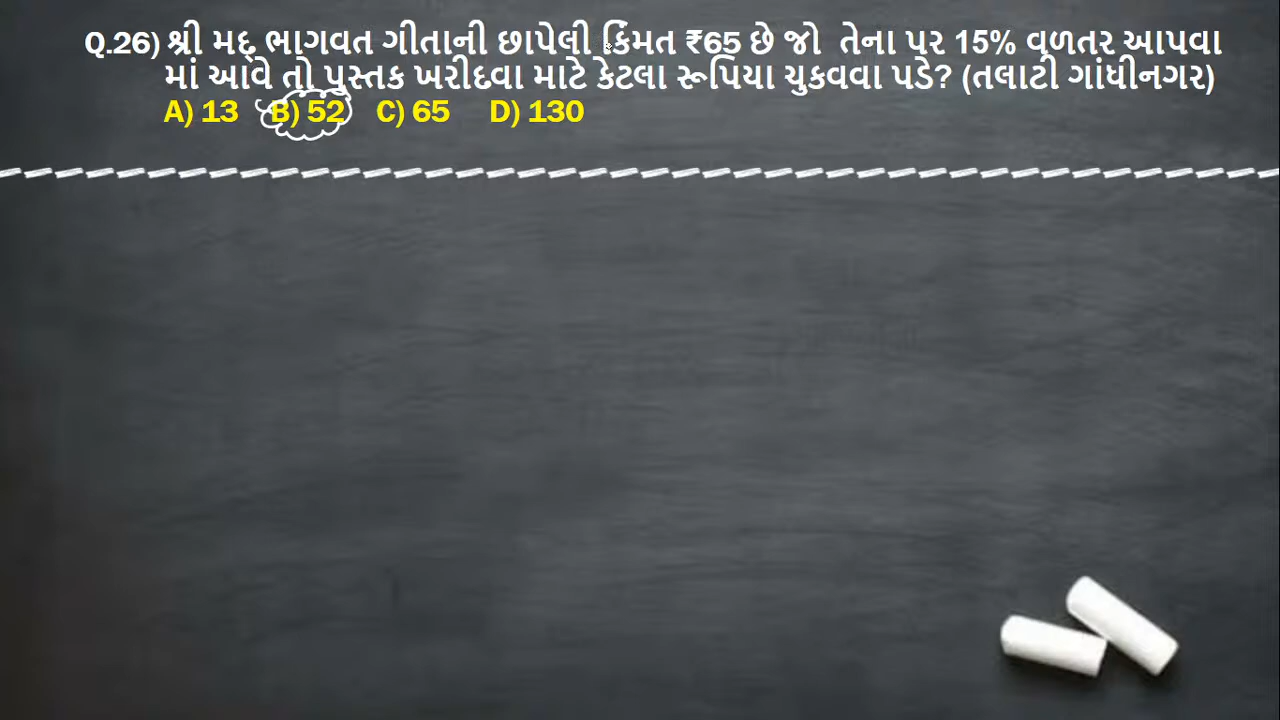 Q.26) શ્રી મદ્ ભાગવત ગીતાની છાપેલી કિંમત ₹65 છે જો તેના પર 15% વળતર આપવા
માં આવે તો પુસ્તક ખરીદવા માટે કેટલા રૂપિયા ચુકવવા પડે? (તલાટી ગાંધીનગર)
A) 13 B) 52 C) 65 D) 130